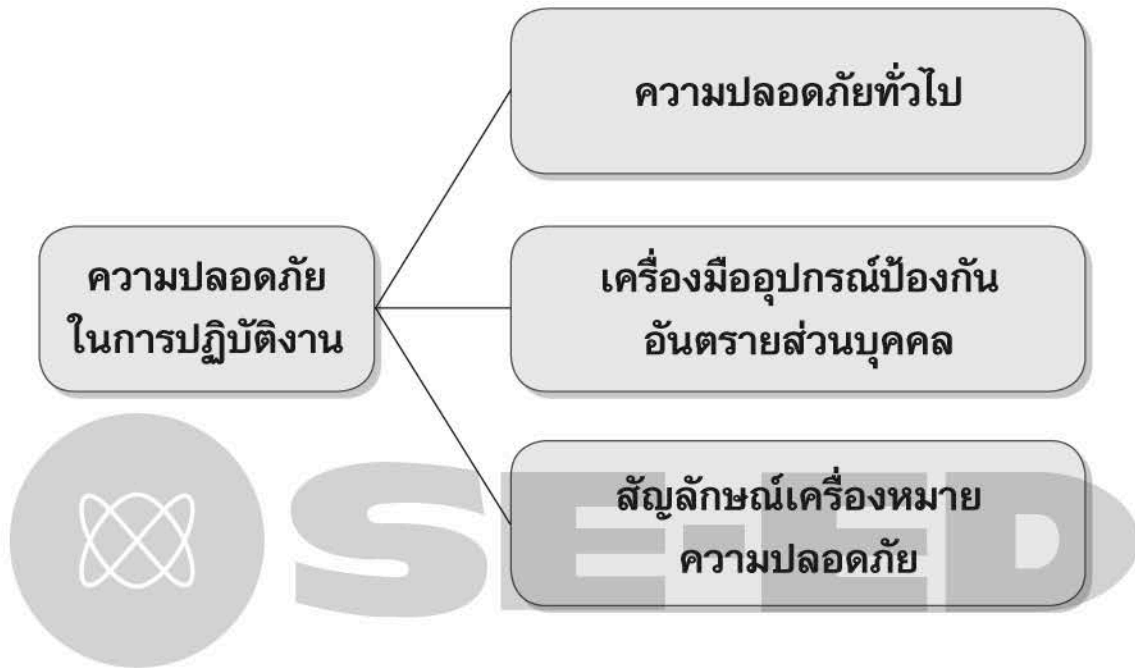 ความปลอดภัยทั่วไป
ความปลอดภัย
ในการปฏิบัติงาน
เครื่องมืออุปกรณ์ป้องกัน
อันตรายส่วนบุคคล
สัญลักษณ์เครื่องหมาย
ความปลอดภัย
SE-ED